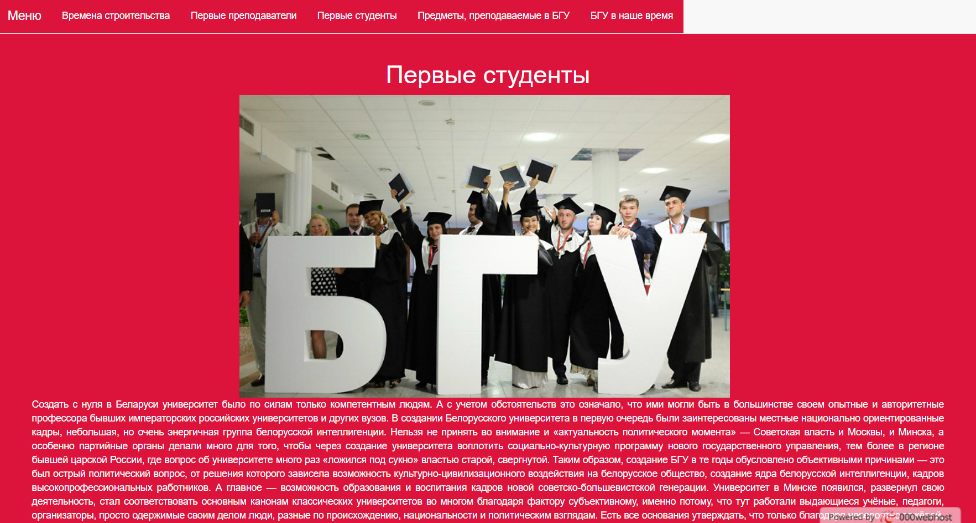 Меню Времена строительства Первые преподаватели Первые студенты Предметы, преподаваемые в БГУ БГУ в наше время
Первые студенты
БГУ
Создать с нуля в Беларуси университет было по силам только компетентным людям. А с учетом обстоятельств это означало, что ими могли быть в большинстве своем опытные и авторитетные
профессора бывших императорских российских университетов и других вузов. В создании Белорусского университета в первую очередь были заинтересованы местные национально ориентированные
кадры, небольшая, но очень энергичная группа белорусской интеллигенции. Нельзя не принять во внимание и «актуальность политического момента» — Советская власть и Москвы, и Минска, а
особенно партийные органы делали много для того, чтобы через создание университета воплотить социально-культурную программу нового государственного управления, тем более в регионе
бывшей царской России, где вопрос об университете много раз «ложился под сукно» властью старой, свергнутой. Таким образом, создание БГУ в те годы обусловлено объективными причинами — это
был острый политический вопрос, от решения которого зависела возможность культурно-цивилизационного воздействия на белорусское общество, создание ядра белорусской интеллигенции, кадров
высокопрофессиональных работников. А главное — возможность образования и воспитания кадров новой советско-большевистской генерации. Университет в Минске появился, развернул свою
деятельность, стал соответствовать основным канонам классических университетов во многом благодаря фактору субъективному, именно потому, что тут работали выдающиеся учёные, педагоги,
организаторы, просто одержимые своим делом люди, разные по происхождению, национальности и политическим взглядам. Есть все основания утверждать, что только
Powered by 000webhost